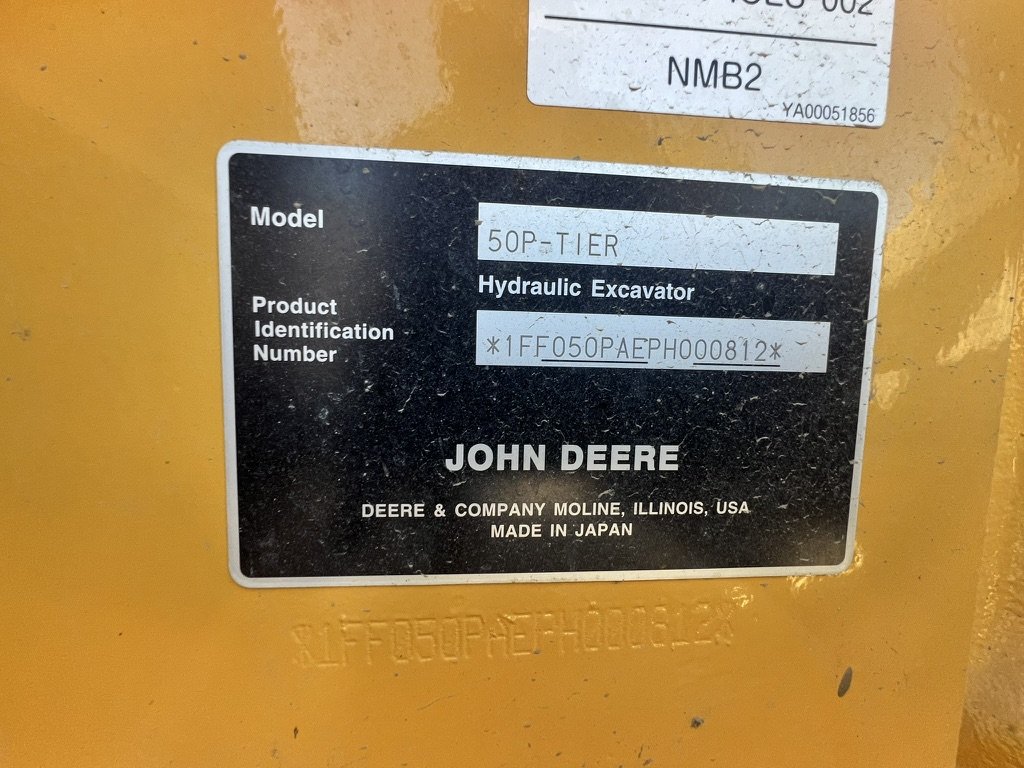 NMB2
YA00051856
Model
50P-TIER
Hydraulic Excavator
Product
Identification
Number
*1FF050PAEPH000812*
JOHN DEERE
DEERE & COMPANY MOLINE, ILLINOIS, USA
MADE IN JAPAN
*1FF050PAEPH000812*